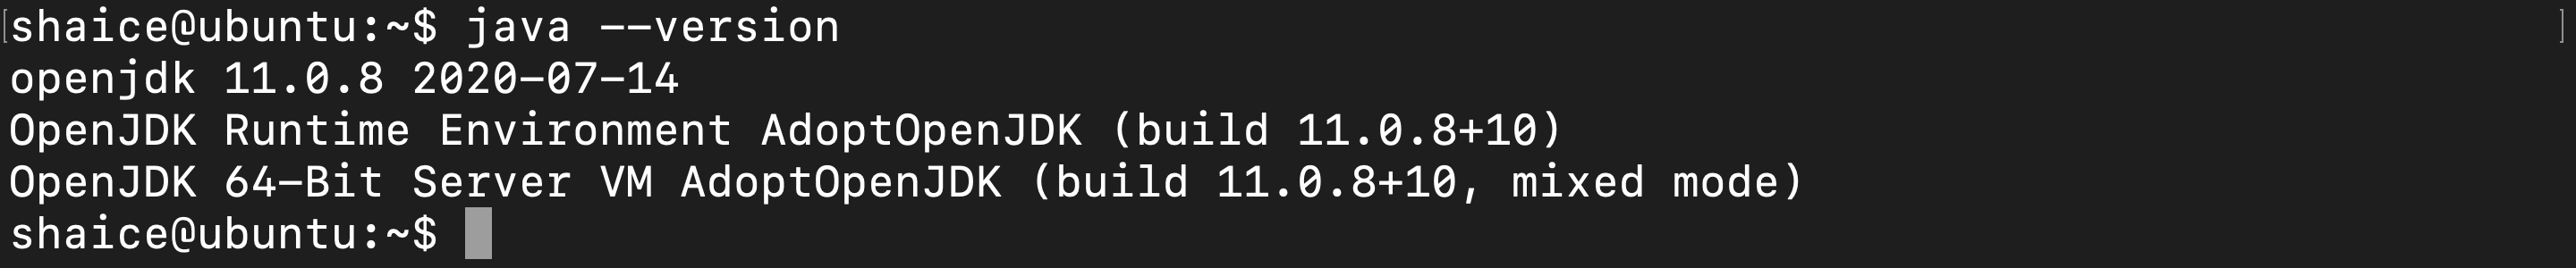 [shaice@ubuntu:~$ java --version ]
openjdk 11.0.8 2020-07-14
OpenJDK Runtime Environment AdoptOpenJDK (build 11.0.8+10)
OpenJDK 64-Bit Server VM AdoptOpenJDK (build 11.0.8+10, mixed mode)
shaice@ubuntu:~$